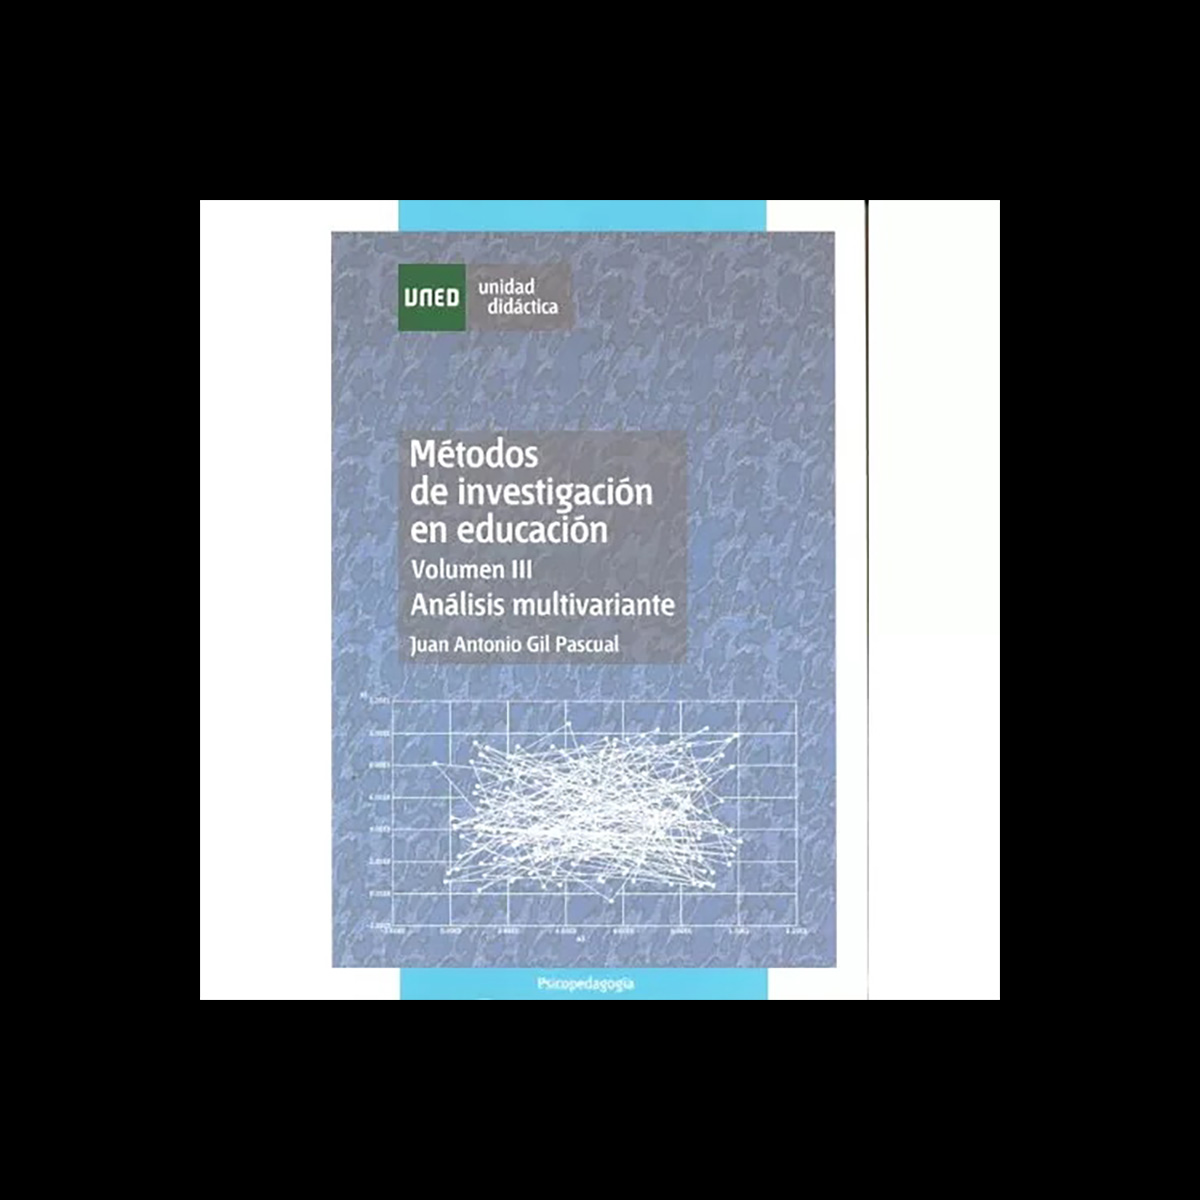 UNED
unidad
didáctica
Métodos
de investigación
en educación
Volumen III
Análisis multivariante
Juan Antonio Gil Pascual
Psicopedagogía